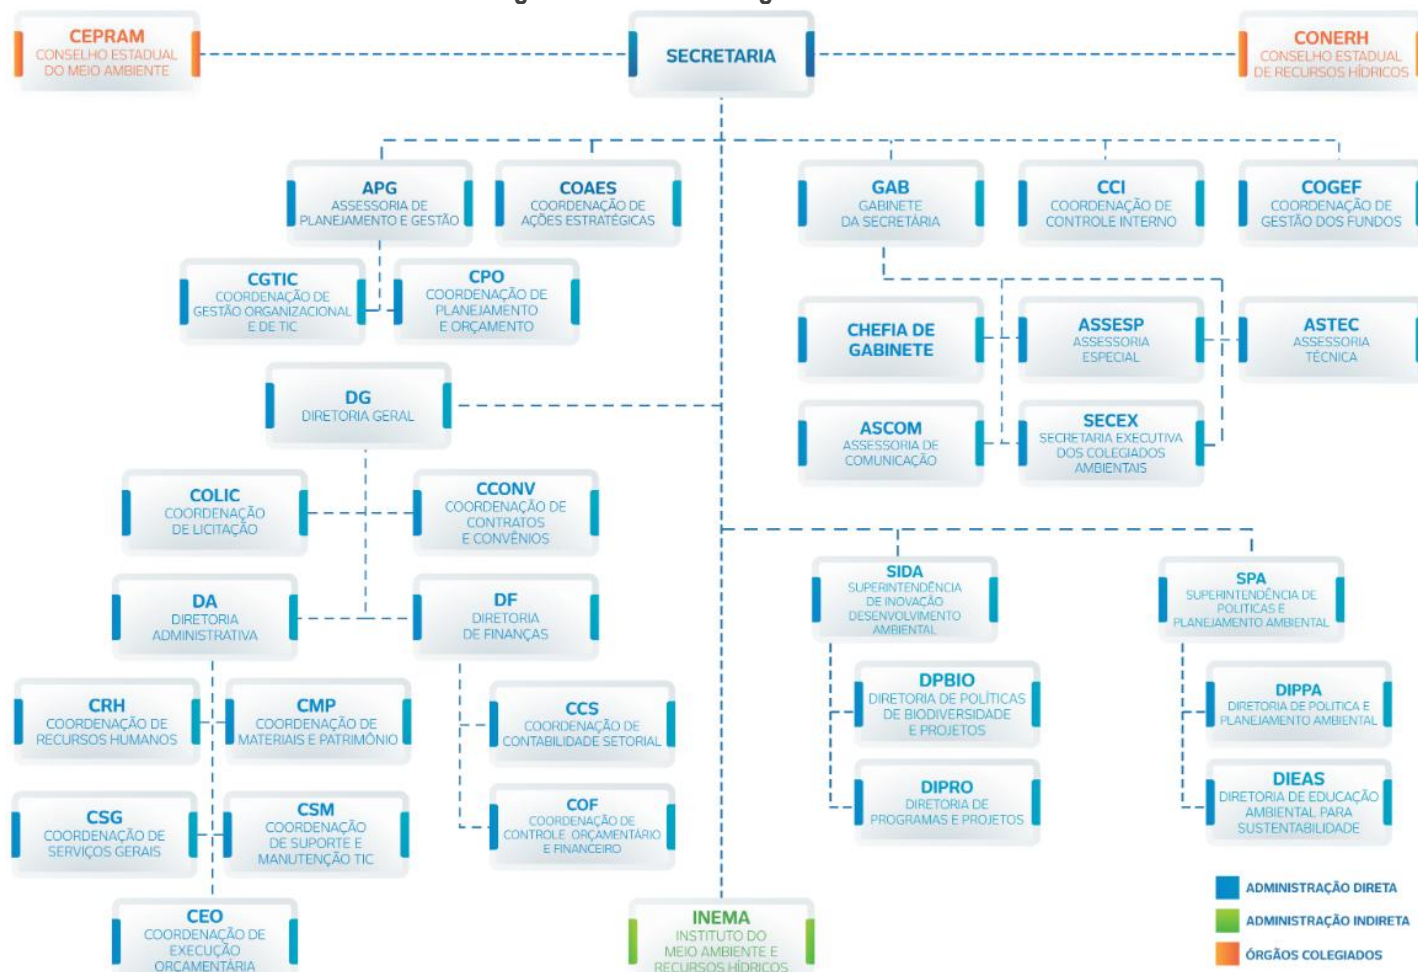 CEPRAM
CONSELHO ESTADUAL
DO MEIO AMBIENTE
SECRETARIA
CONERH
CONSELHO ESTADUAL
DE RECURSOS HÍDRICOS
APG
ASSESSORIA DE
PLANEJAMENTO E GESTÃO
COAES
COORDENAÇÃO DE
AÇÕES ESTRATÉGICAS
GAB
GABINETE
DA SECRETÁRIA
CCI
COORDENAÇÃO DE
CONTROLE INTERNO
COGEF
COORDENAÇÃO DE
GESTÃO DOS FUNDOS
CGTIC
COORDENAÇÃO DE
GESTÃO ORGANIZACIONAL
E DE TIC
CPO
COORDENAÇÃO DE
PLANEJAMENTO
E ORÇAMENTO
CHEFIA DE
GABINETE
ASSESP
ASSESSORIA
ESPECIAL
ASTEC
ASSESSORIA
TÉCNICA
DG
DIRETORIA GERAL
ASCOM
ASSESSORIA DE
COMUNICAÇÃO
SECEX
SECRETARIA EXECUTIVA
DOS COLEGIADOS
AMBIENTAIS
COLIC
COORDENAÇÃO
DE LICITAÇÃO
CCONV
COORDENAÇÃO DE
CONTRATOS
E CONVÊNIOS
SIDA
SUPERINTENDÊNCIA
DE INOVAÇÃO
DESENVOLVIMENTO
AMBIENTAL
SPA
SUPERINTENDÊNCIA DE
POLITICAS E
PLANEJAMENTO AMBIENTAL
DA
DIRETORIA
ADMINISTRATIVA
DF
DIRETORIA
DE FINANÇAS
DPBIO
DIRETORIA DE POLÍTICAS
DE BIODIVERSIDADE
E PROJETOS
DIPPA
DIRETORIA DE POLITICA E
PLANEJAMENTO AMBIENTAL
CRH
COORDENAÇÃO DE
RECURSOS HUMANOS
CMP
COORDENAÇÃO DE
MATERIAIS E PATRIMÔNIO
CCS
COORDENAÇÃO DE
CONTABILIDADE SETORIAL
DIPRO
DIRETORIA DE
PROGRAMAS E PROJETOS
DIEAS
DIRETORIA DE EDUCAÇÃO
AMBIENTAL PARA
SUSTENTABILIDADE
CSG
COORDENAÇÃO DE
SERVIÇOS GERAIS
CSM
COORDENAÇÃO
DE SUPORTE E
MANUTENÇÃO TIC
COF
COORDENAÇÃO DE
CONTROLE ORÇAMENTÁRIO
E FINANCEIRO
CEO
COORDENAÇÃO DE
EXECUÇÃO
ORÇAMENTÁRIA
INEMA
INSTITUTO DO
MEIO AMBIENTE E
RECURSOS HÍDRICOS
ADMINISTRAÇÃO DIRETA
ADMINISTRAÇÃO INDIRETA
ÓRGÃOS COLEGIADOS